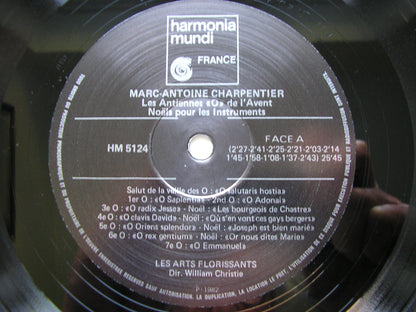 harmonia
mundi
FRANCE
MARC-ANTOINE CHARPENTIER
Les Antiennes «O» de l'Avent
Noëls pour les Instruments
HM 5124
FACE A
(2'27-2'41-2'25-2'21-2'03-2'14
1'45-1'58-1'08-1'37-2'43) 25'45
Salut de la veille des O : «O salutaris hostia»
1er O : «O Sapientia» - 2nd O : «O Adonai»
3e O : «O radix Jesse» - Noël : «Les bourgeois de Chastre»
4e O : «O clavis David» - Noël : «Où s'en vont ces gays bergers»
5e O : «O Oriens splendor» - Noël : «Joseph est bien marié»
6e O : «O rex gentium» - Noël : «Or nous dites Marie»
7e O : «O Emmanuel»
LES ARTS FLORISSANTS
Dir. William Christie
P - 1982